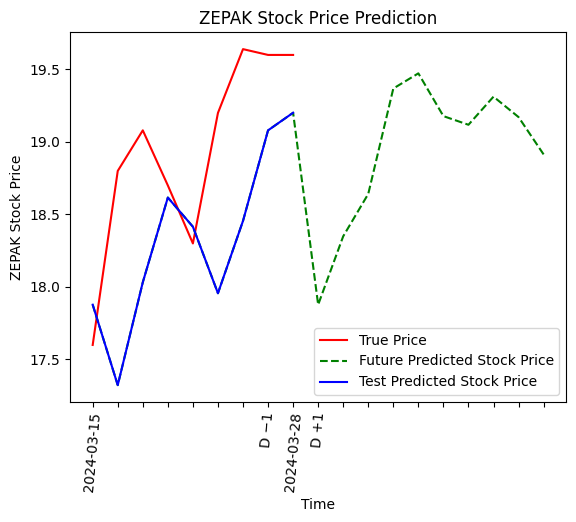 ZEPAK Stock Price Prediction
ZEPAK Stock Price
19.5
19.0
18.5
18.0
17.5
True Price
Future Predicted Stock Price
Test Predicted Stock Price
2024-03-15
D −1
2024-03-28
D +1
Time